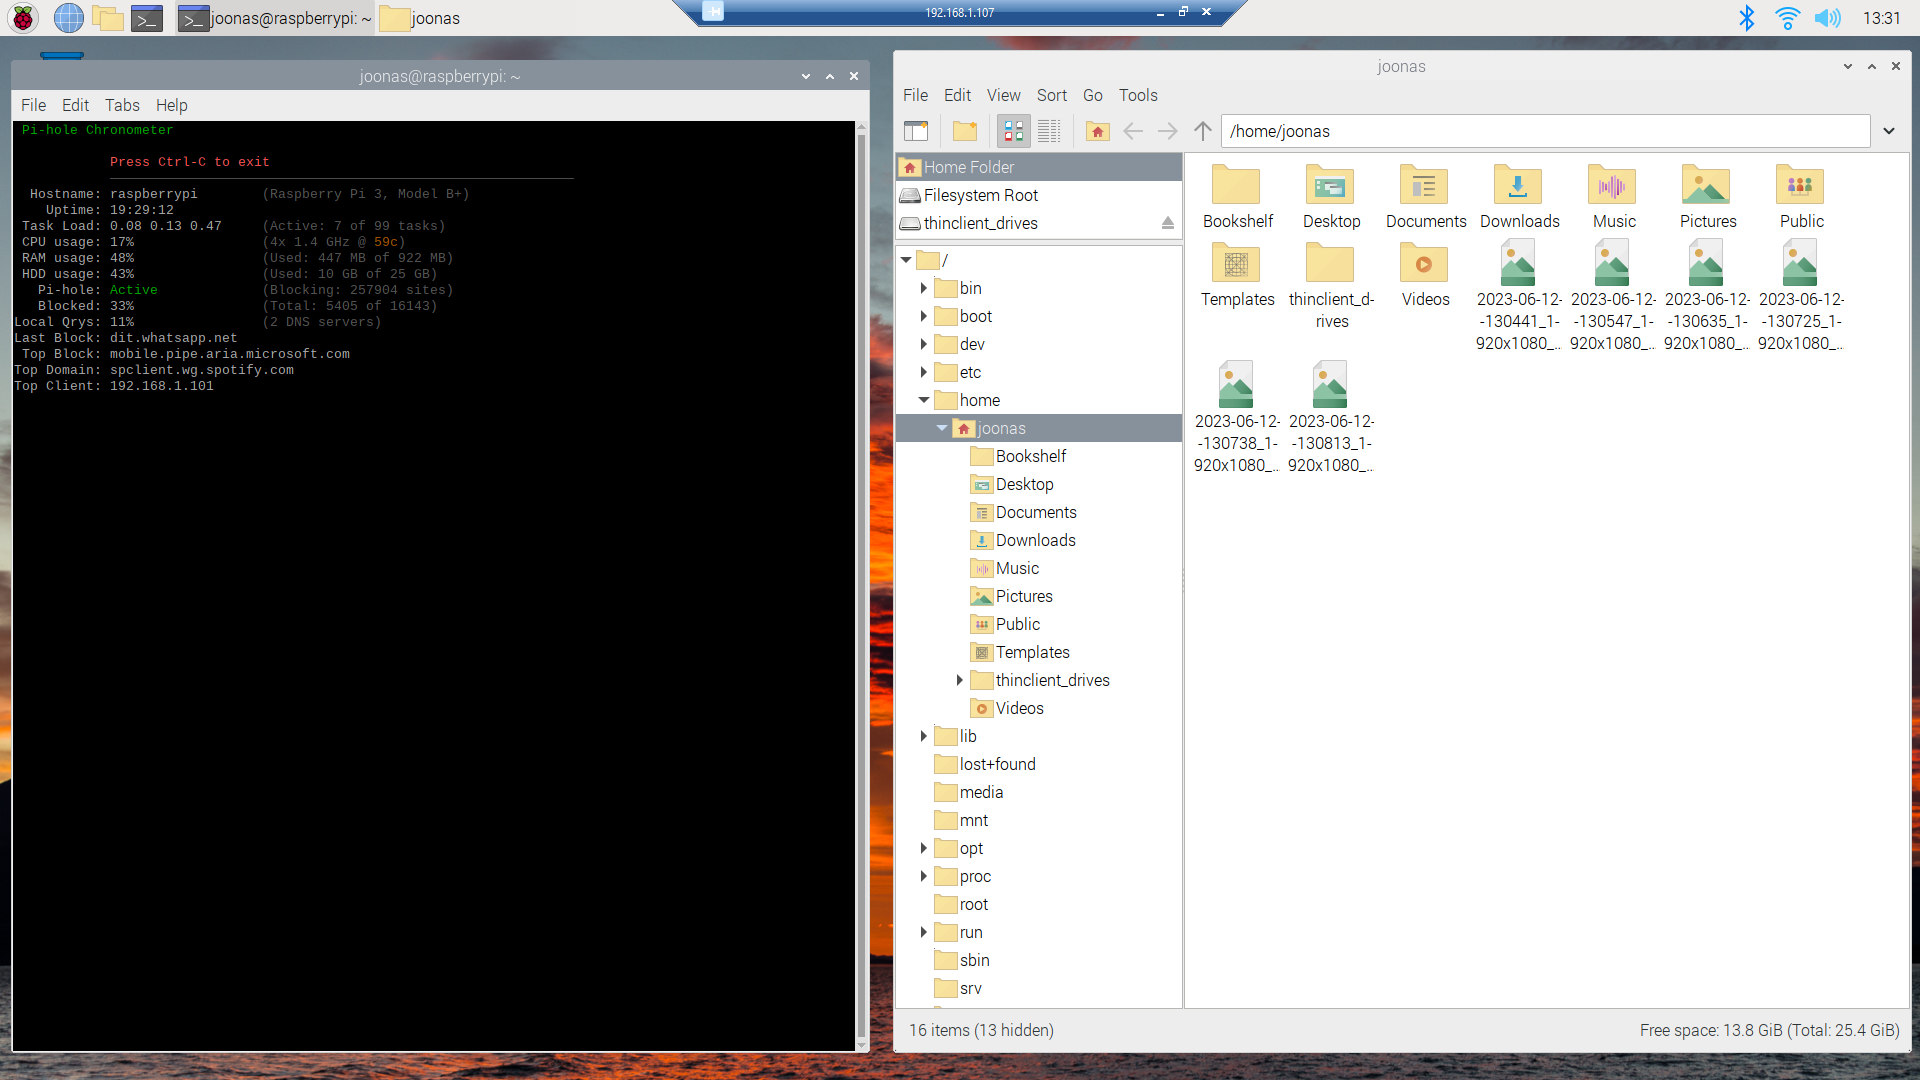 joonas@raspberrypi: ~
joonas
192.168.1.107
13:31
joonas@raspberrypi: ~
File Edit Tabs Help
Pi-hole Chronometer
Press Ctrl-C to exit
Hostname: raspberrypi (Raspberry Pi 3, Model B+)
Uptime: 19:29:12
Task Load: 0.08 0.13 0.47 (Active: 7 of 99 tasks)
CPU usage: 17% (4x 1.4 GHz @ 59c)
RAM usage: 48% (Used: 447 MB of 922 MB)
HDD usage: 43% (Used: 10 GB of 25 GB)
Pi-hole: Active (Blocking: 257904 sites)
Blocked: 33% (Total: 5405 of 16143)
Local Qrys: 11% (2 DNS servers)
Last Block: dit.whatsapp.net
Top Block: mobile.pipe.aria.microsoft.com
Top Domain: spclient.wg.spotify.com
Top Client: 192.168.1.101
joonas
File Edit View Sort Go Tools
/home/joonas
Home Folder
Filesystem Root
thinclient_drives
/
bin
boot
dev
etc
home
joonas
Bookshelf
Desktop
Documents
Downloads
Music
Pictures
Public
Templates
thinclient_drives
Videos
lib
lost+found
media
mnt
opt
proc
root
run
sbin
srv
Bookshelf Desktop Documents Downloads Music Pictures Public
Templates
thinclient_d-
rives
Videos
2023-06-12-
-130441_1-
920x1080_...
2023-06-12-
-130547_1-
920x1080_...
2023-06-12-
-130635_1-
920x1080_...
2023-06-12-
-130725_1-
920x1080_...
2023-06-12-
-130738_1-
920x1080_...
2023-06-12-
-130813_1-
920x1080_...
16 items (13 hidden)
Free space: 13.8 GiB (Total: 25.4 GiB)